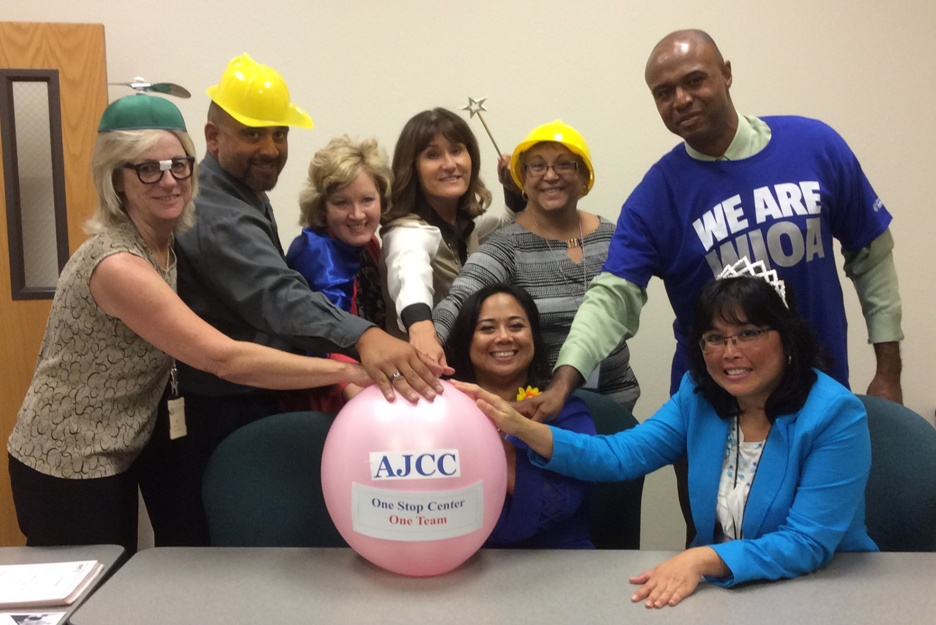 WE ARE
WIOA
AJCC
One Stop Center
One Team